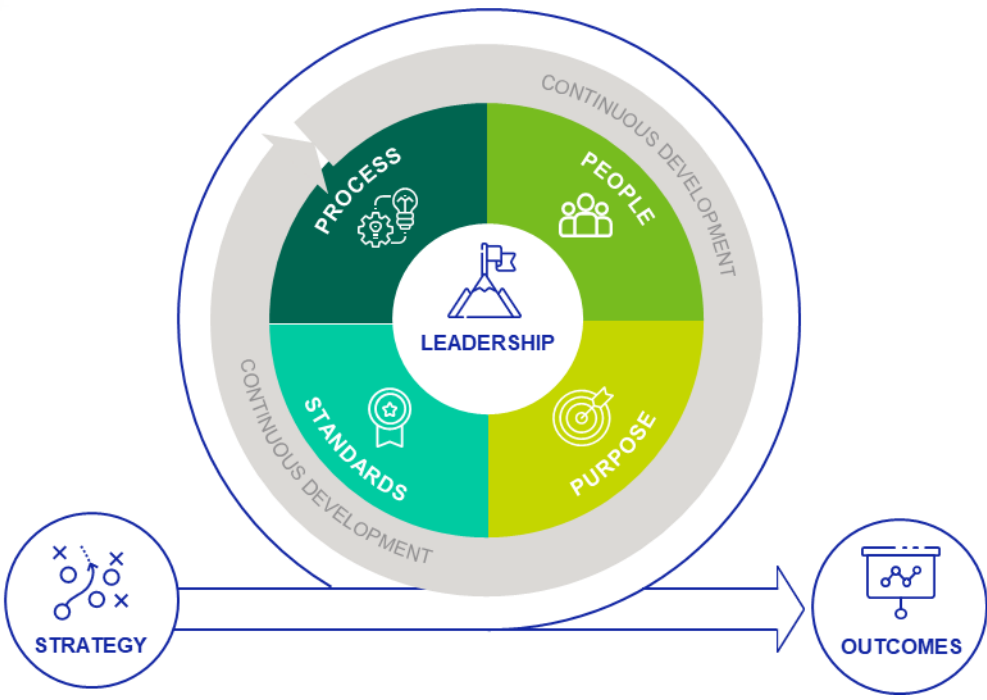 CONTINUOUS DEVELOPMENT
PROCESS
PEOPLE
LEADERSHIP
STANDARDS
PURPOSE
CONTINUOUS DEVELOPMENT
STRATEGY
OUTCOMES